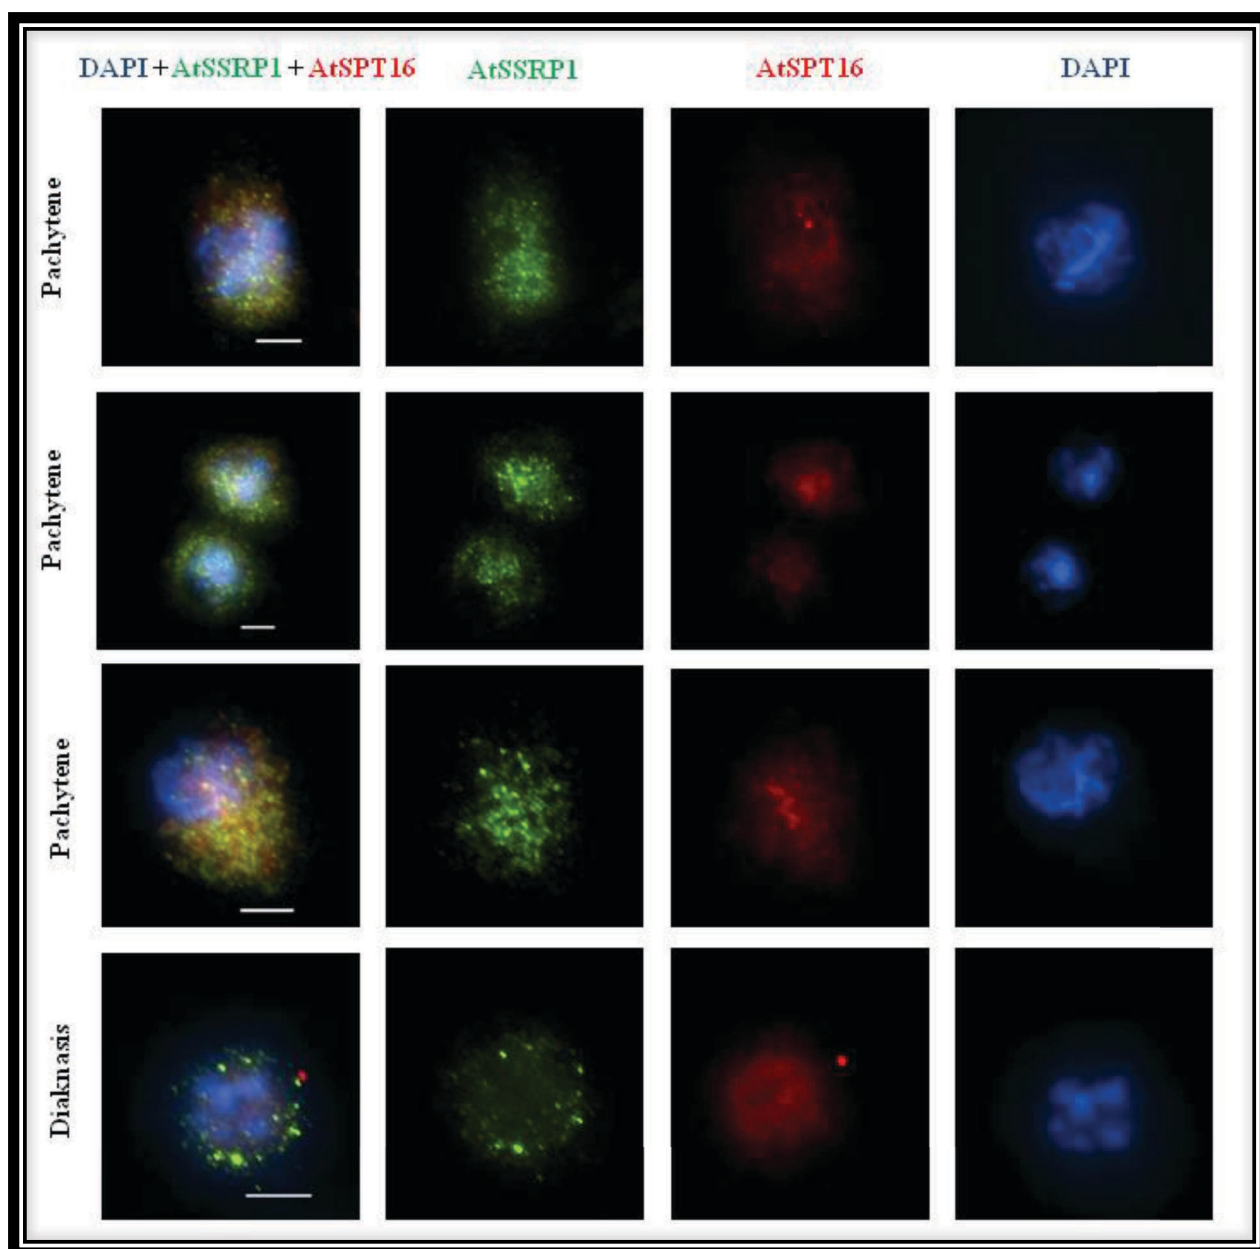 DAPI+AtSSRP1+AtSPT16 AtSSRP1 AtSPT16 DAPI
Pachytene
Pachytene
Pachytene
Diaknasis